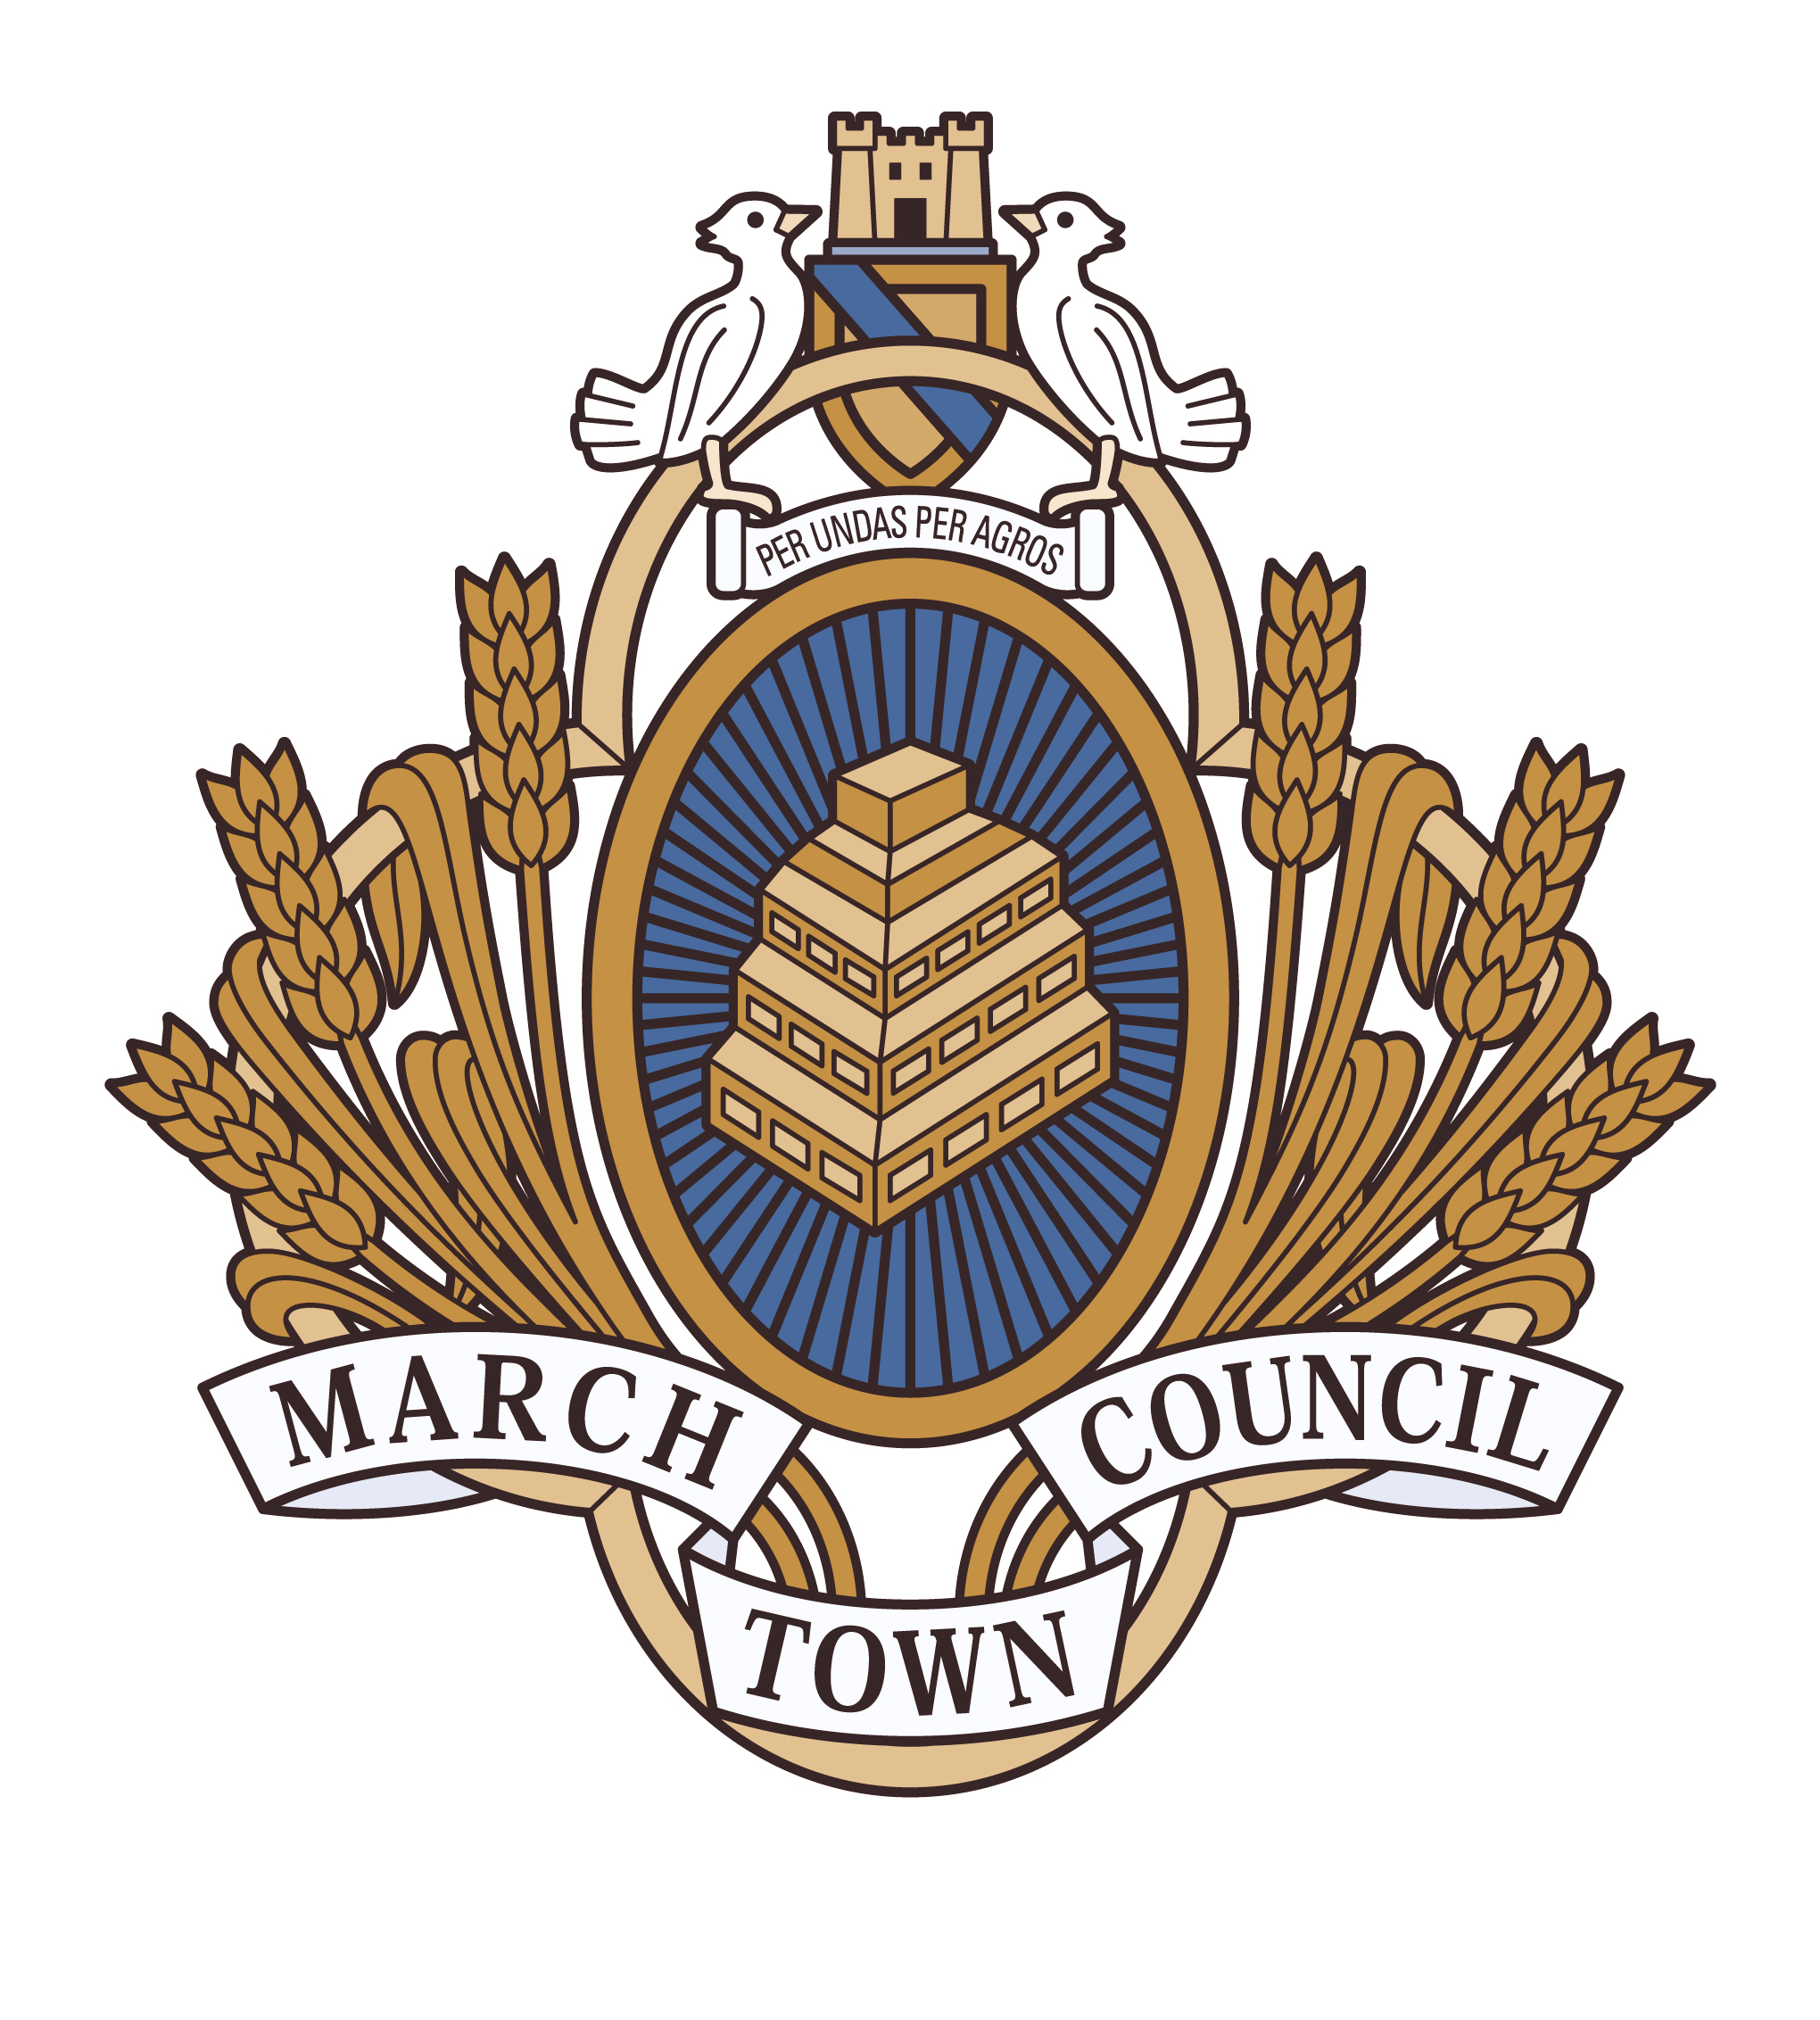 PER UNDAS PER AGROS
MARCH
TOWN
COUNCIL